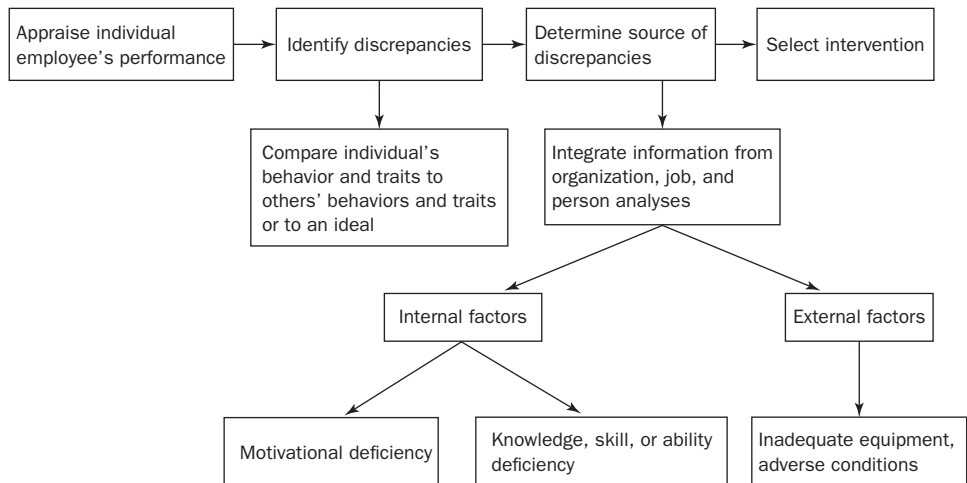 Appraise individual
employee's performance
Identify discrepancies
Determine source of
discrepancies
Select intervention
Compare individual's
behavior and traits to
others' behaviors and traits
or to an ideal
Integrate information from
organization, job, and
person analyses
Internal factors
External factors
Motivational deficiency
Knowledge, skill, or ability
deficiency
Inadequate equipment,
adverse conditions